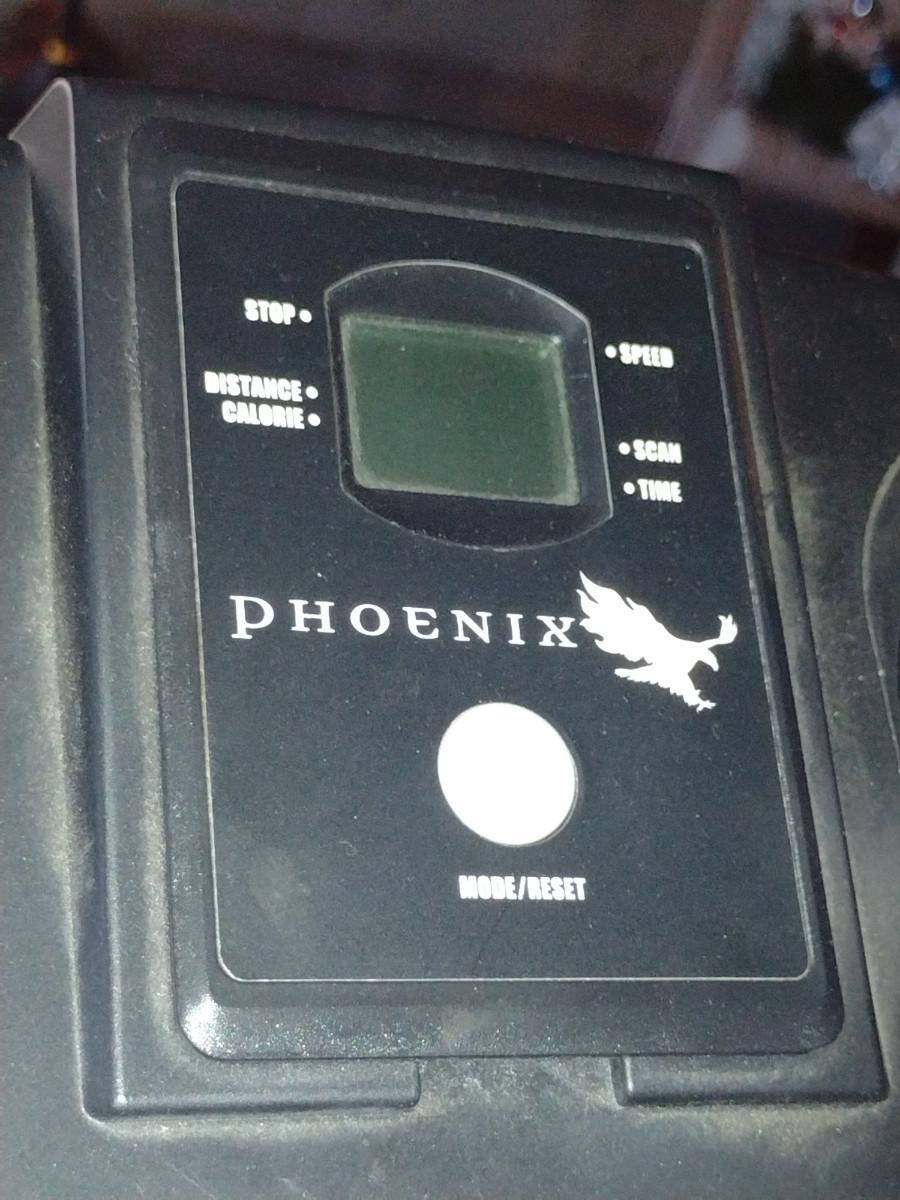 STOP
SPEED
DISTANCE
CALORIE
SCAN
TIME
PHOENIX
MODE/RESET